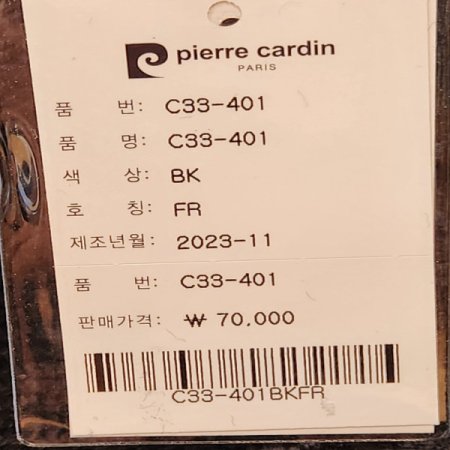 pierre cardin
PARIS
품 번: C33-401
품 명: C33-401
색 상: BK
호 칭: FR
제조년월: 2023-11
품 번: C33-401
판매가격: ₩ 70,000
C33-401BKFR